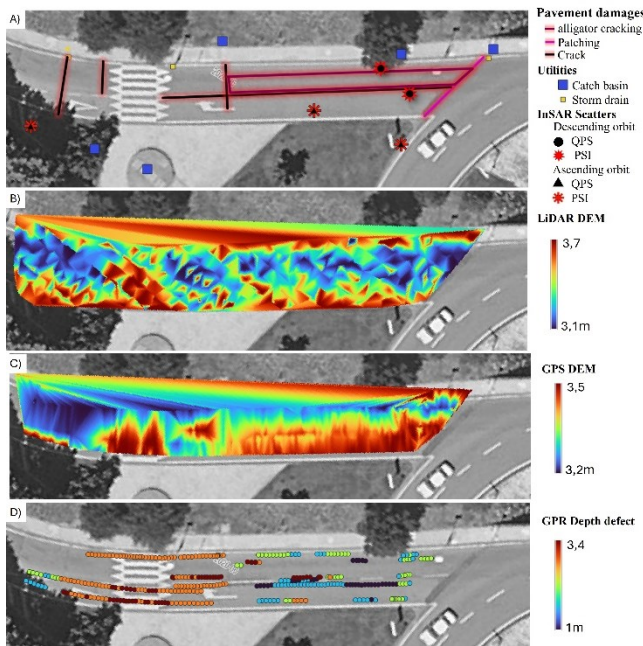 A)
Pavement damages
alligator cracking
Patching
Crack
Utilities
Catch basin
Storm drain
InSAR Scatters
Descending orbit
QPS
PSI
Ascending orbit
QPS
PSI
B)
LiDAR DEM
3,7
3,1m
C)
GPS DEM
3,5
3,2m
D)
GPR Depth defect
3,4
1m